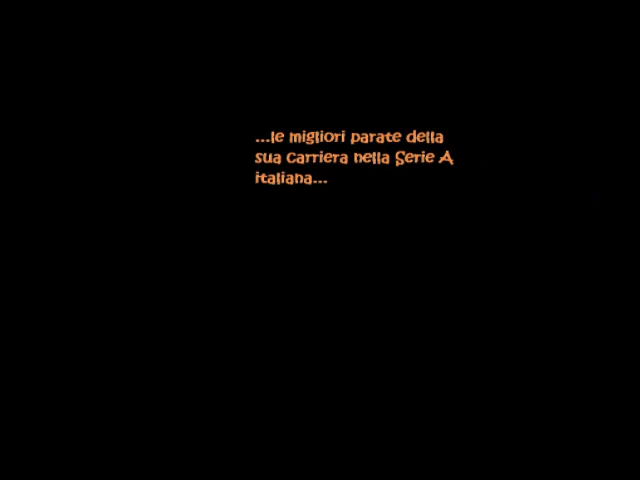 ...le migliori parate della
sua carriera nella Serie A
italiana...